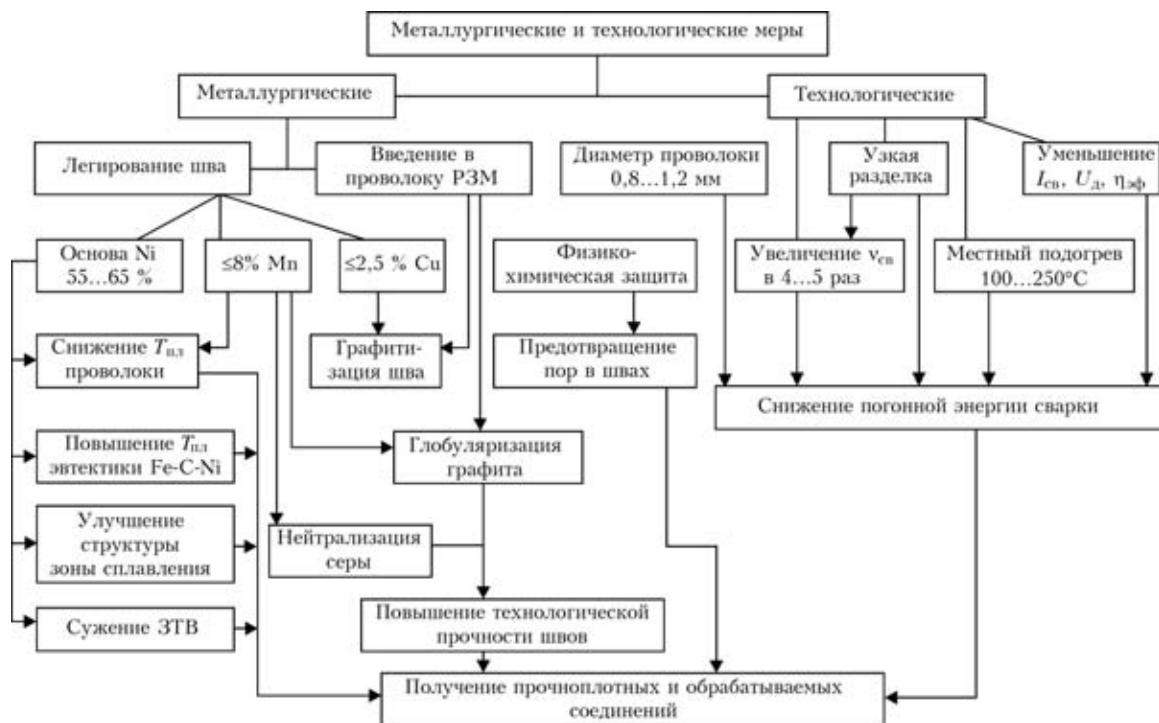 Металлургические и технологические меры
Металлургические
Технологические
Легирование шва
Введение в
проволоку РЗМ
Диаметр проволоки
0,8...1,2 мм
Узкая
разделка
Уменьшение
Iсв, Uд, ηэф
Основа Ni
55...65 %
≤8% Mn
≤2,5 % Cu
Физико-
химическая защита
Увеличение vсв
в 4...5 раз
Местный подогрев
100...250°С
Снижение Tпл
проволоки
Графити-
зация шва
Предотвращение
пор в швах
Снижение погонной энергии сварки
Повышение Tпл
эвтектики Fe-C-Ni
Глобуляризация
графита
Улучшение
структуры
зоны сплавления
Нейтрализация
серы
Сужение ЗТВ
Повышение технологической
прочности швов
Получение прочноплотных и обрабатываемых
соединений